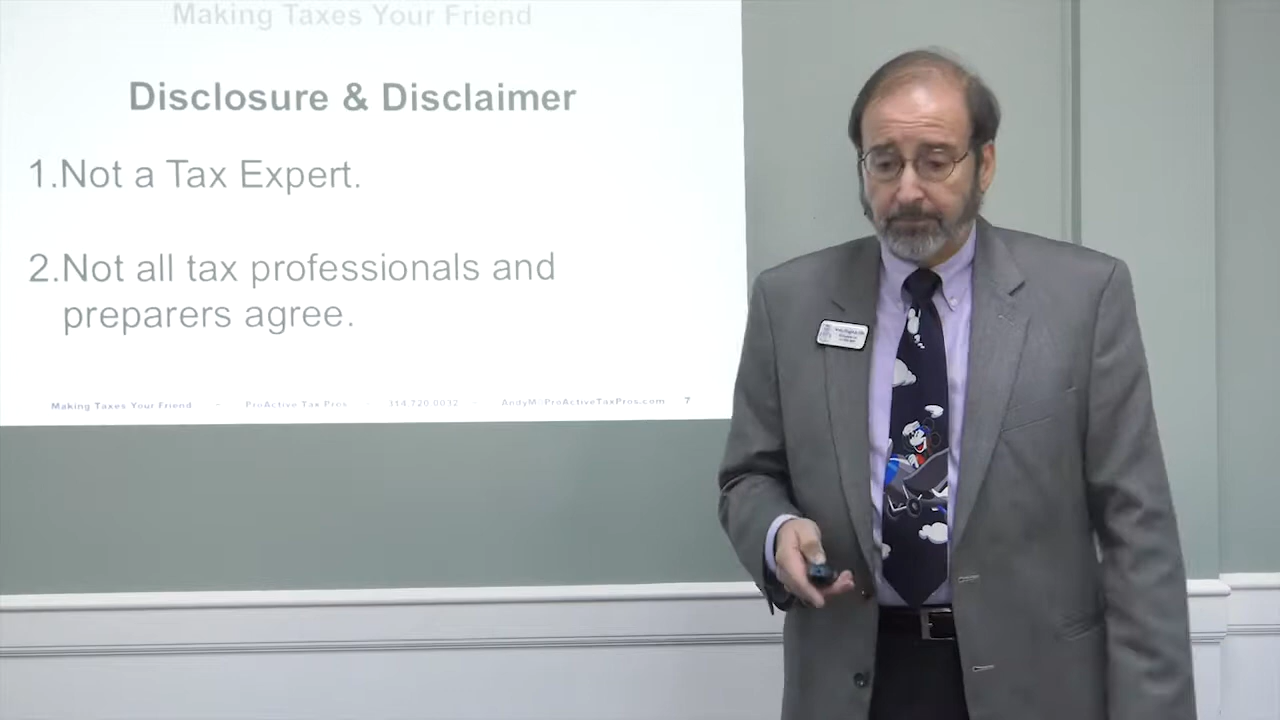 Making Taxes Your Friend
Disclosure & Disclaimer
1.Not a Tax Expert.
2.Not all tax professionals and
preparers agree.
Making Taxes Your Friend - ProActive Tax Pros 314.720.0032 - AndyM@ProActiveTaxPros.com 7